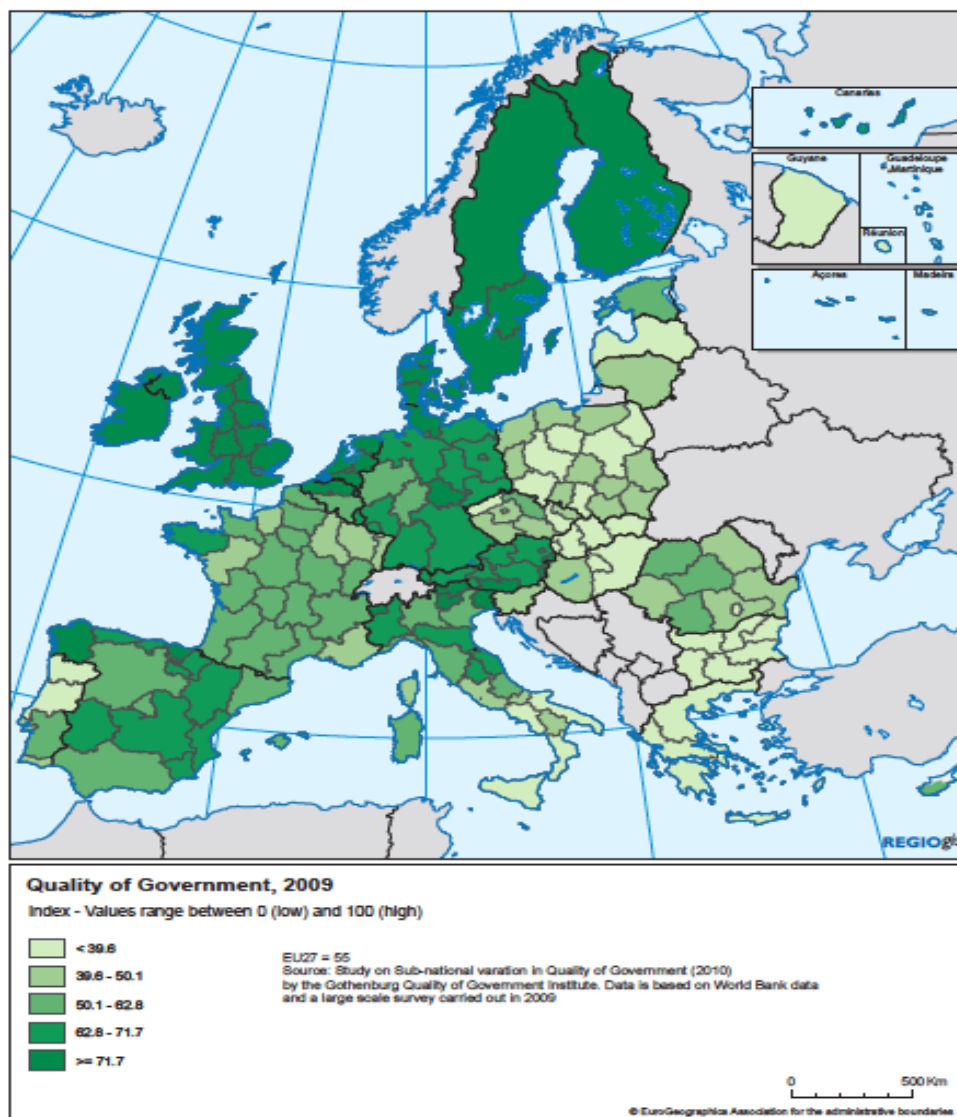 Canarias
Guyane
Guadeloupe
Martinique
Réunion
Açores
Madeira
REGIOgis
Quality of Government, 2009
Index - Values range between 0 (low) and 100 (high)
< 39.6
39.6 - 50.1
50.1 - 62.8
62.8 - 71.7
>= 71.7
EU27 = 55
Source: Study on Sub-national varation in Quality of Government (2010)
by the Gothenburg Quality of Government Institute. Data is based on World Bank data
and a large scale survey carried out in 2009
0 500 Km
© EuroGeographics Association for the administrative boundaries